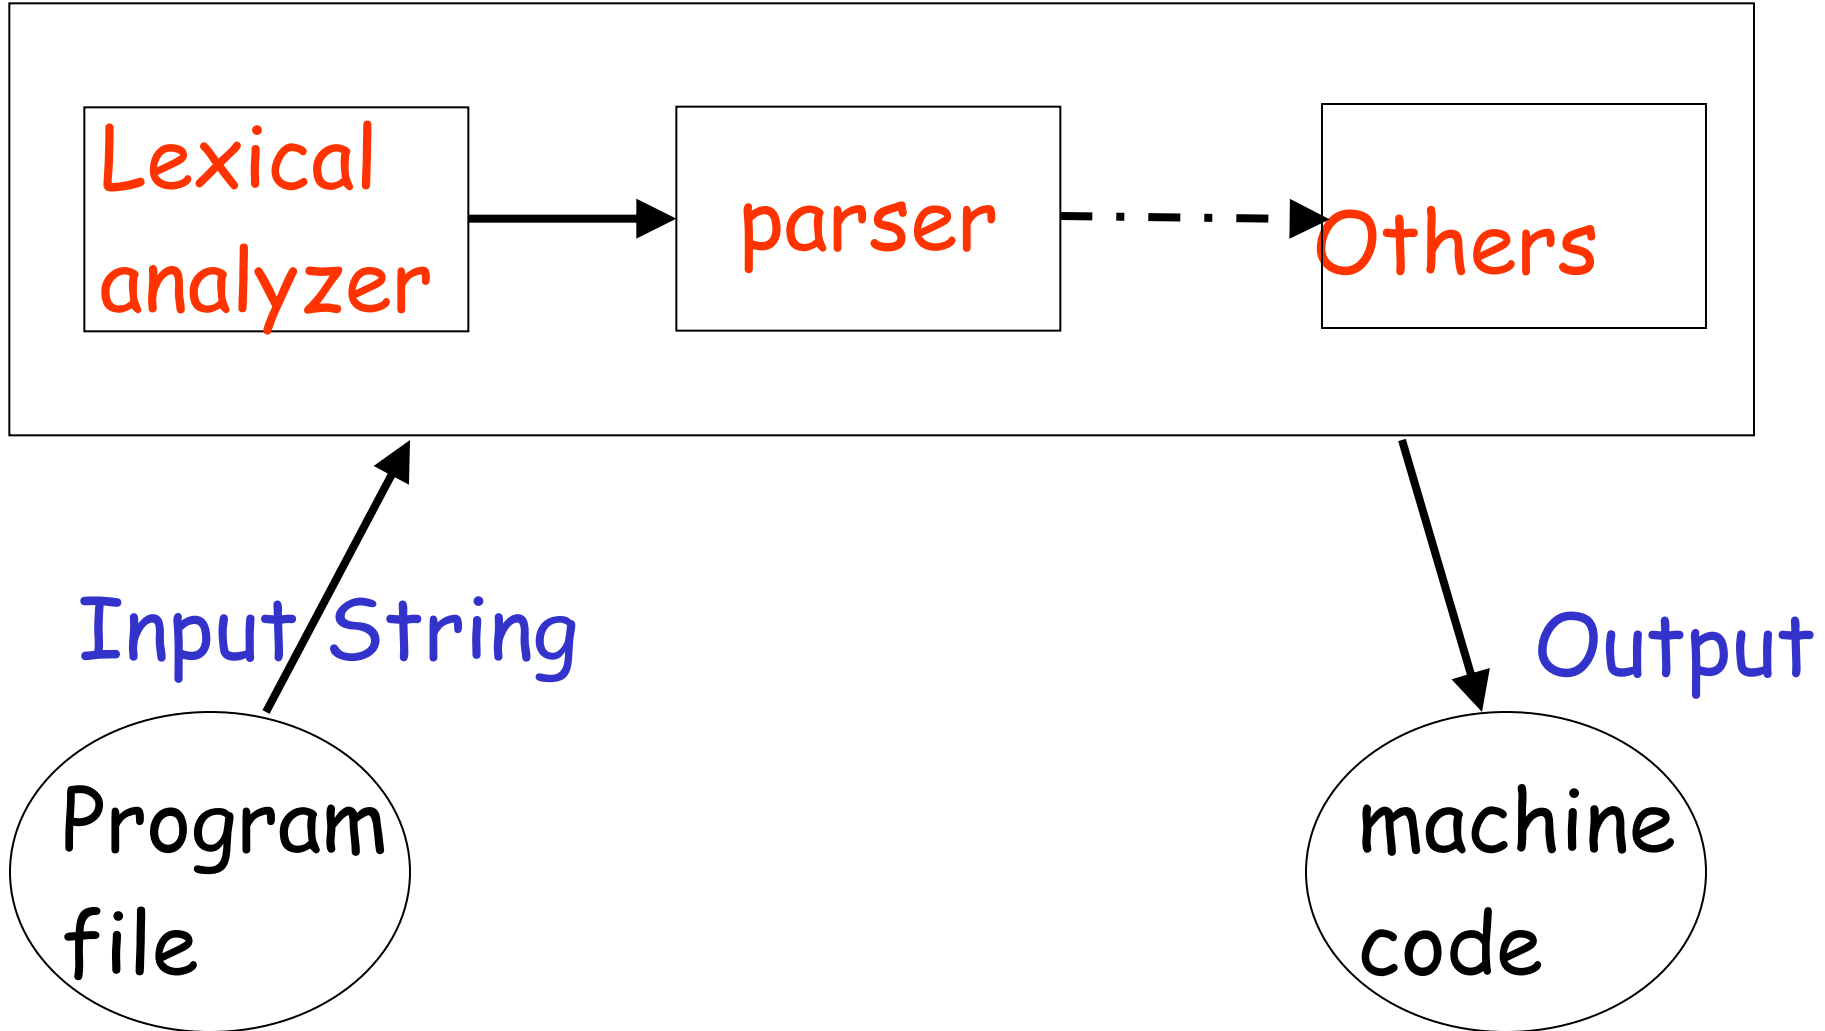 Lexical
analyzer
parser
Others
Input String
Output
Program
file
machine
code